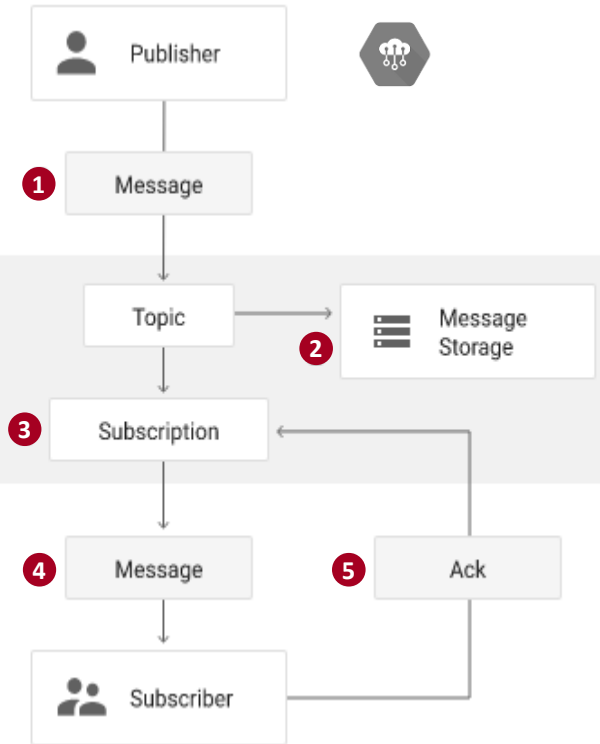 Publisher
1 Message
Topic
2 Message
Storage
3 Subscription
4 Message
5 Ack
Subscriber